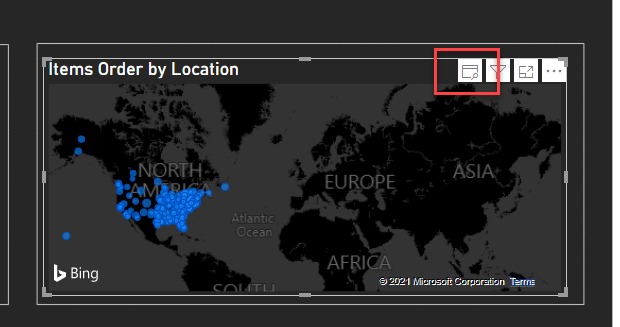 Items Order by Location
NORTH
AMERICA
EUROPE
ASIA
Atlantic
Ocean
AFRICA
SOUTH
Bing
© 2021 Microsoft Corporation Terms